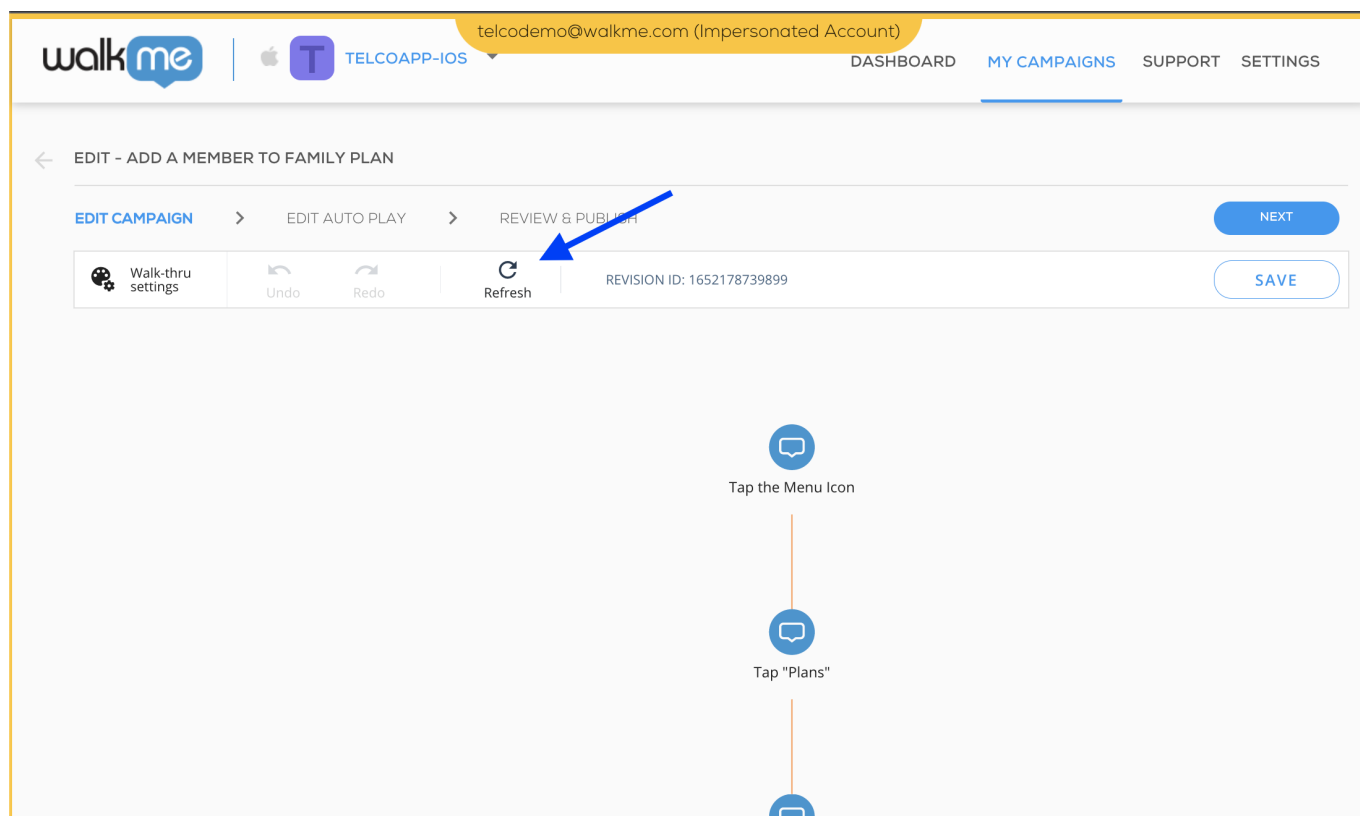 telcodemo@walkme.com (Impersonated Account)
walkme
T
TELCOAPP-IOS
DASHBOARD
MY CAMPAIGNS
SUPPORT
SETTINGS
EDIT - ADD A MEMBER TO FAMILY PLAN
EDIT CAMPAIGN
EDIT AUTO PLAY
REVIEW & PUBLISH
NEXT
Walk-thru
settings
Undo
Redo
Refresh
REVISION ID: 1652178739899
SAVE
Tap the Menu Icon
Tap "Plans"